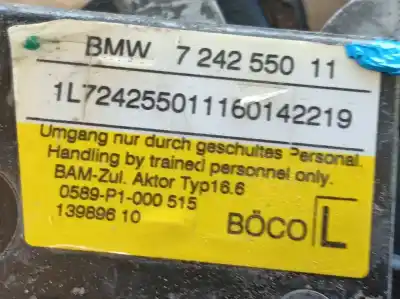 BMW 7 242 550 11
1L724255011160142219
Umgang nur durch geschultes Personal.
Handling by trained personnel only.
BAM-Zul. Aktor Typ16.6
0589-P1-000 515
139896 10 BÖCO L